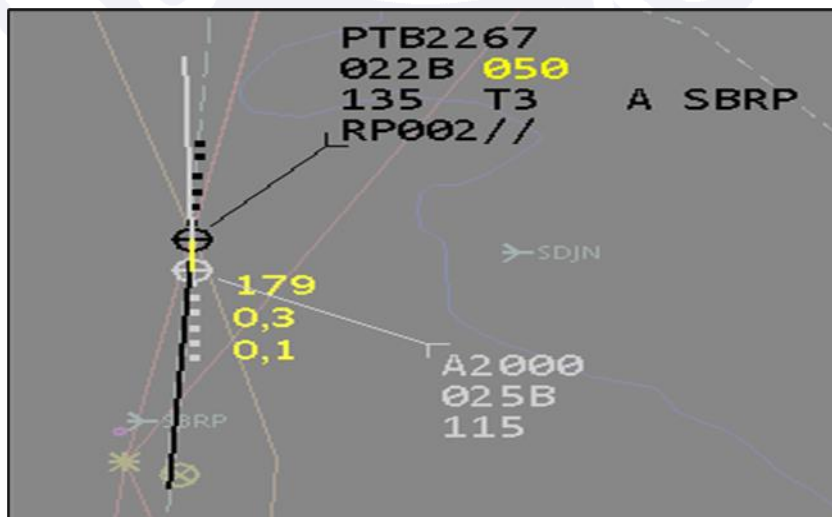 PTB2267
022B 050
135 T3 A SBRP
RP002//
SDJN
179
0,3
0,1
A2000
025B
115
SBRP